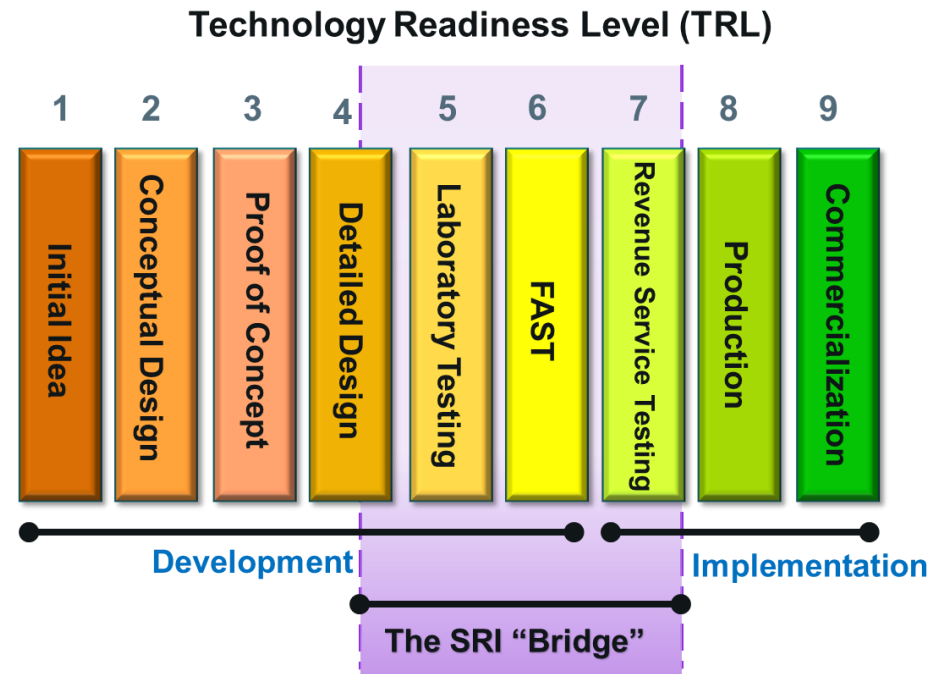 Technology Readiness Level (TRL)
1 2 3 4 5 6 7 8 9
Initial Idea
Conceptual Design
Proof of Concept
Detailed Design
Laboratory Testing
FAST
Revenue Service Testing
Production
Commercialization
Development
Implementation
The SRI “Bridge”